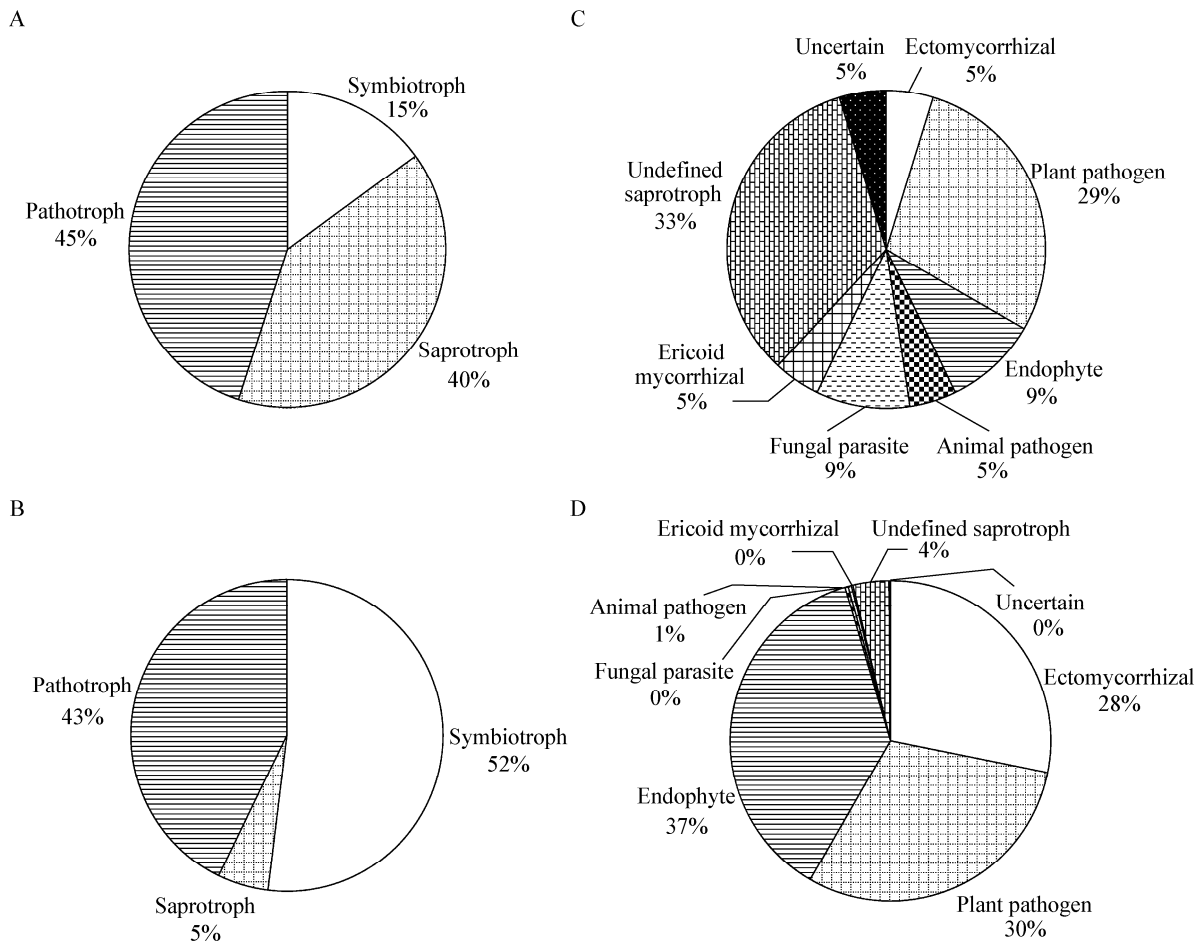 A
Symbiotroph
15%
Pathotroph
45%
Saprotroph
40%
C
Uncertain
5%
Ectomycorrhizal
5%
Plant pathogen
29%
Undefined
saprotroph
33%
Endophyte
9%
Ericoid
mycorrhizal
5%
Fungal parasite
9%
Animal pathogen
5%
B
Pathotroph
43%
Symbiotroph
52%
Saprotroph
5%
D
Ericoid mycorrhizal
0%
Undefined saprotroph
4%
Animal pathogen
1%
Uncertain
0%
Fungal parasite
0%
Ectomycorrhizal
28%
Endophyte
37%
Plant pathogen
30%